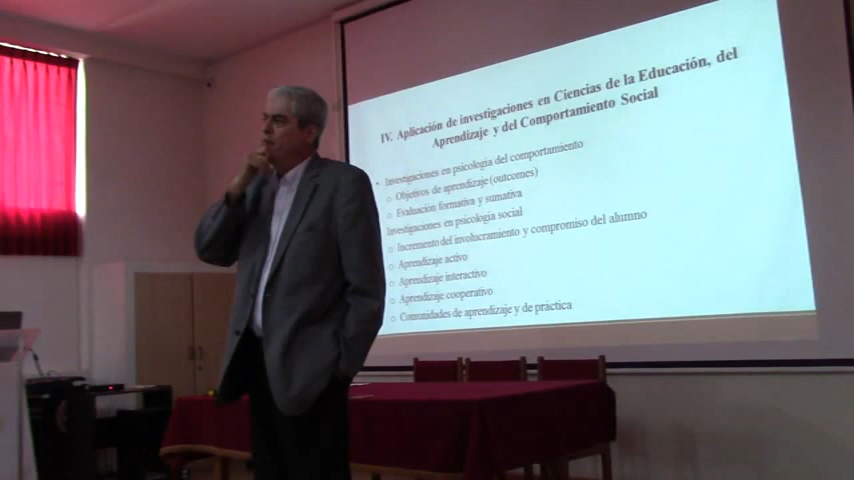 IV. Aplicación de investigaciones en Ciencias de la Educación, del
Aprendizaje y del Comportamiento Social
• Investigaciones en psicología del comportamiento
o Objetivos de aprendizaje (outcomes)
o Evaluación formativa y sumativa
Investigaciones en psicología social
o Incremento del involucramiento y compromiso del alumno
o Aprendizaje activo
o Aprendizaje interactivo
o Aprendizaje cooperativo
o Comunidades de aprendizaje y de práctica